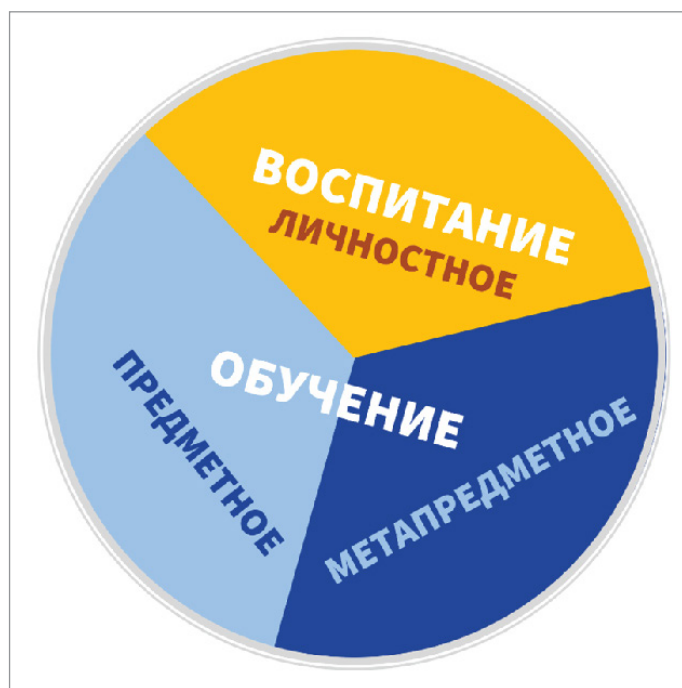 ВОСПИТАНИЕ
ЛИЧНОСТНОЕ
ОБУЧЕНИЕ
ПРЕДМЕТНОЕ
МЕТАПРЕДМЕТНОЕ